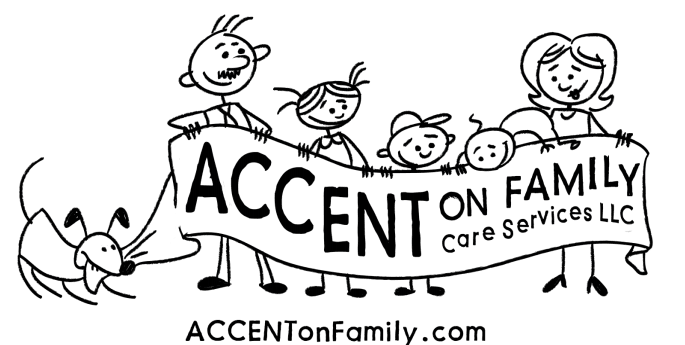 ACCENT ON FAMILY
Care Services LLC
ACCENTonFamily.com